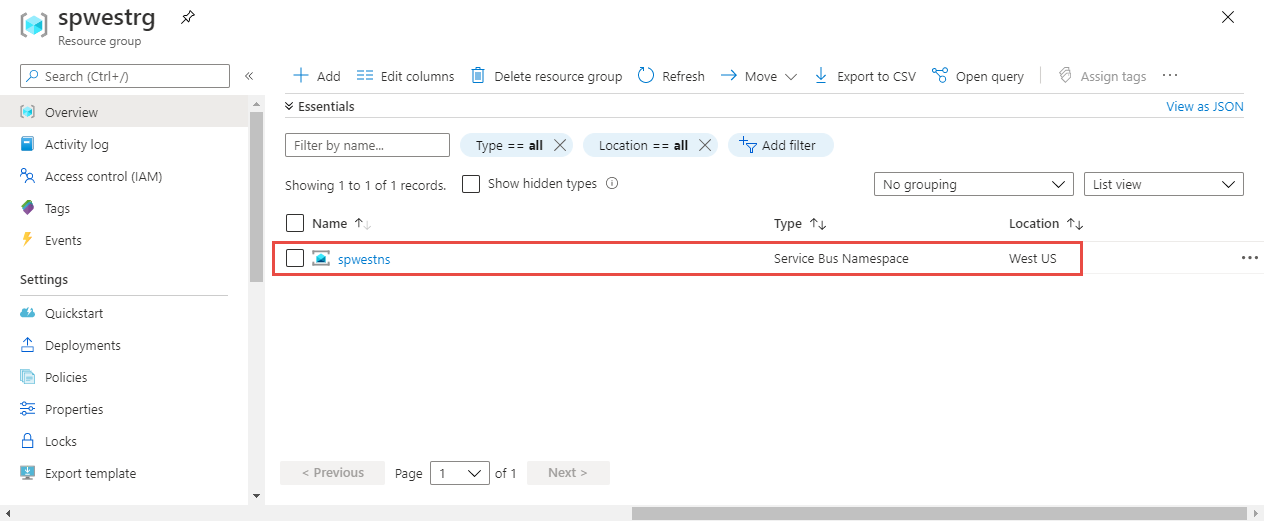 spwestrg
Resource group
Search (Ctrl+/)
«
Overview
Activity log
Access control (IAM)
Tags
Events
Settings
Quickstart
Deployments
Policies
Properties
Locks
Export template
Add Edit columns Delete resource group Refresh Move Export to CSV Open query Assign tags ...
Essentials View as JSON
Filter by name... Type == all Location == all Add filter
Showing 1 to 1 of 1 records. Show hidden types No grouping List view
Name Type Location
spwestns Service Bus Namespace West US ...
< Previous Page 1 of 1 Next >